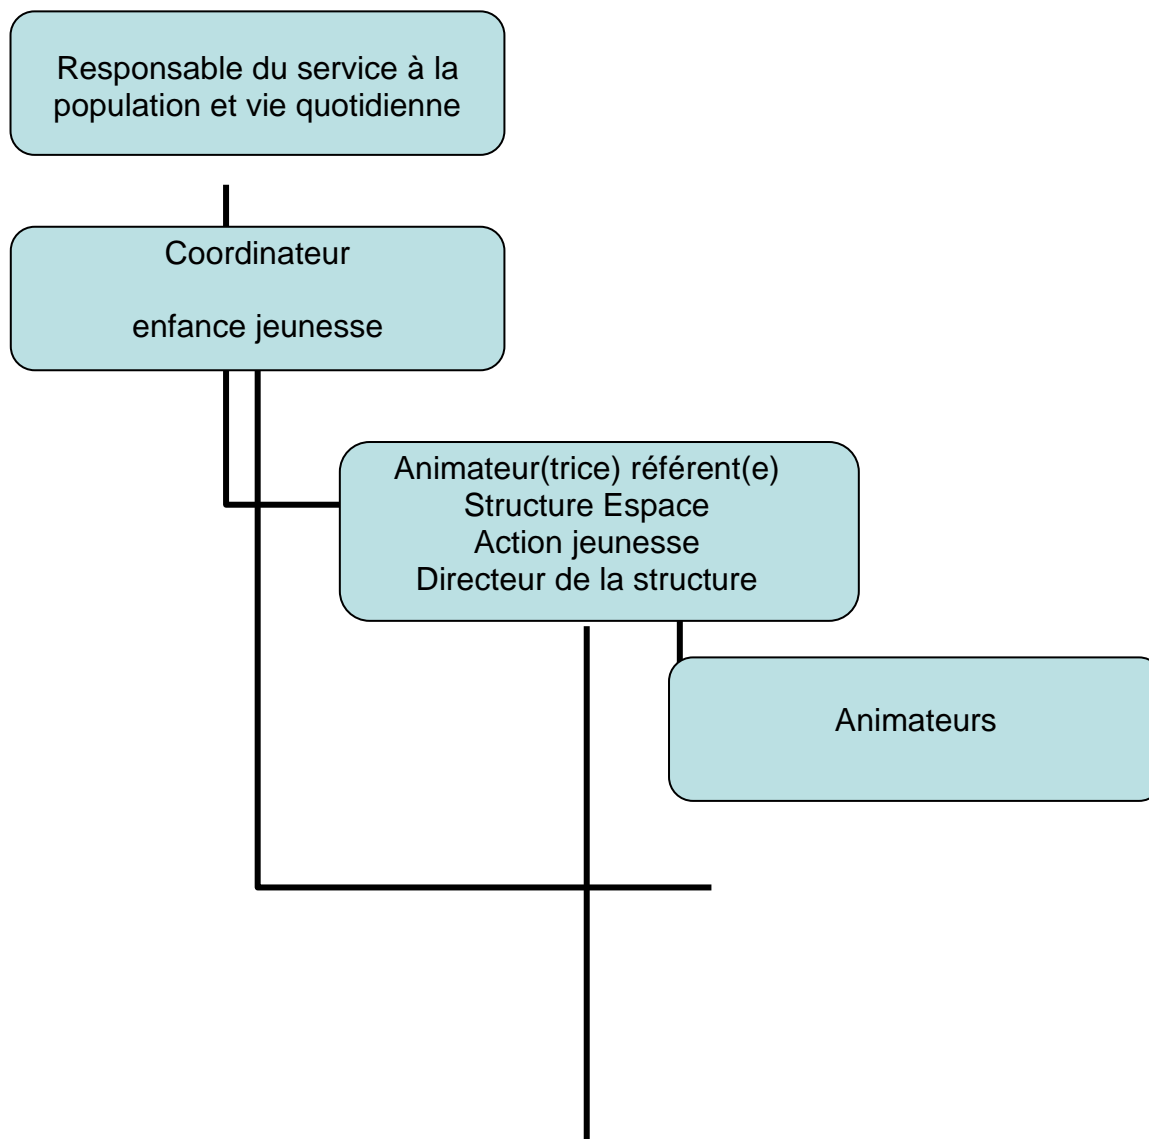 Responsable du service à la
population et vie quotidienne
Coordinateur
enfance jeunesse
Animateur(trice) référent(e)
Structure Espace
Action jeunesse
Directeur de la structure
Animateurs